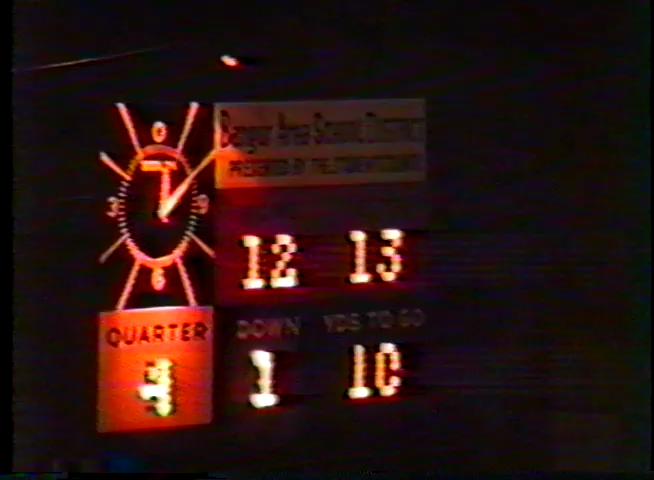 Bangor Area School District
PRESENTED BY THE
0
3 9
6
12 13
QUARTER DOWN YDS TO GO
4 1 10